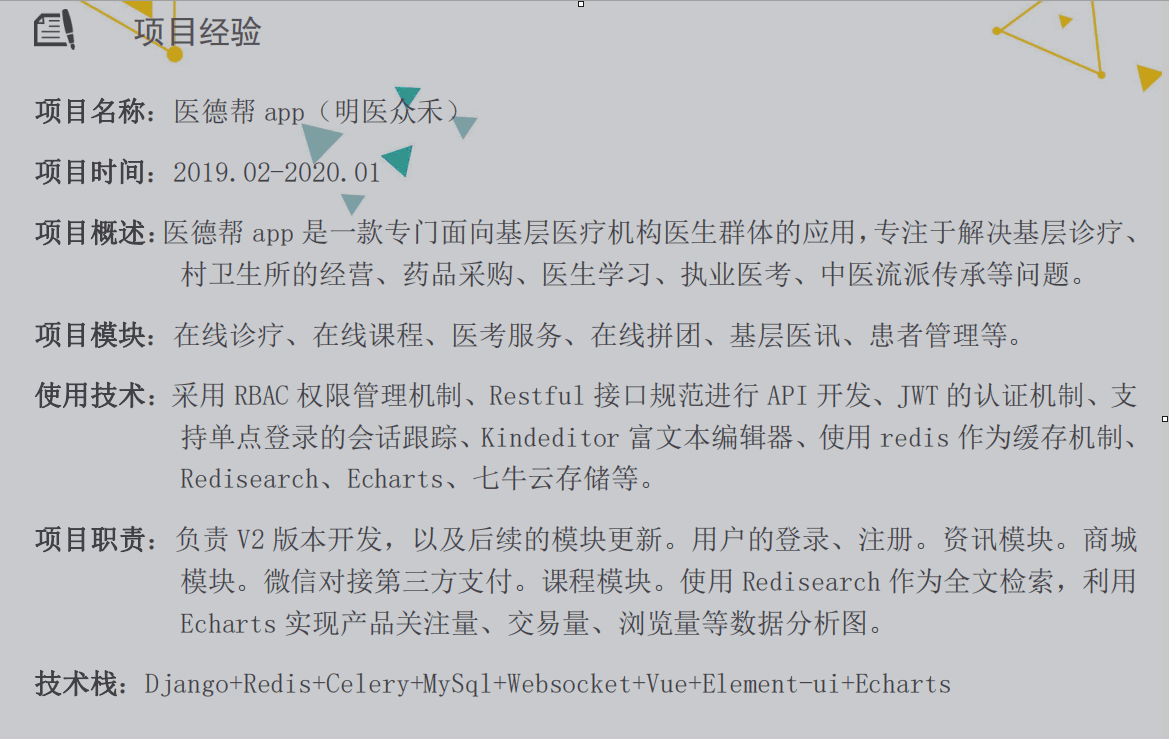 项目经验
项目名称：医德帮 app（明医众禾）
项目时间：2019.02-2020.01
项目概述：医德帮 app 是一款专门面向基层医疗机构医生群体的应用，专注于解决基层诊疗、
村卫生所的经营、药品采购、医生学习、执业医考、中医流派传承等问题。
项目模块：在线诊疗、在线课程、医考服务、在线拼团、基层医讯、患者管理等。
使用技术：采用 RBAC 权限管理机制、Restful 接口规范进行 API 开发、JWT 的认证机制、支
持单点登录的会话跟踪、Kindeditor 富文本编辑器、使用 redis 作为缓存机制、
Redisearch、Echarts、七牛云存储等。
项目职责：负责 V2 版本开发，以及后续的模块更新。用户的登录、注册。资讯模块。商城
模块。微信对接第三方支付。课程模块。使用 Redisearch 作为全文检索，利用
Echarts 实现产品关注量、交易量、浏览量等数据分析图。
技术栈：Django+Redis+Celery+MySql+Websocket+Vue+Element-ui+Echarts